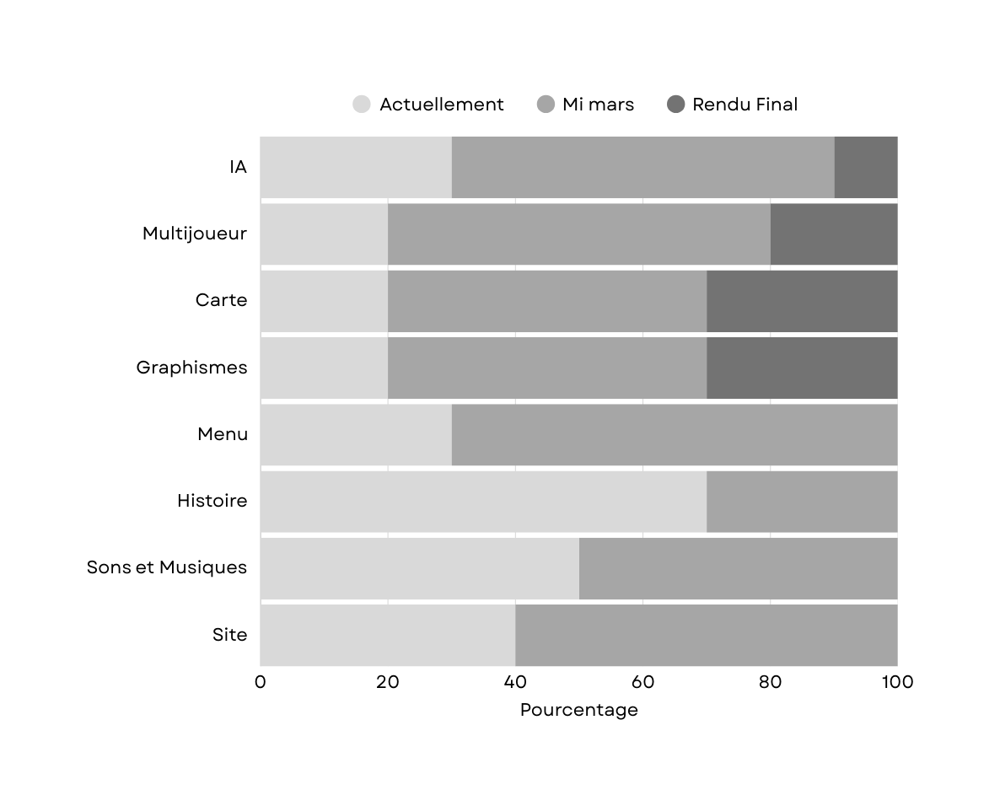 Actuellement Mi mars Rendu Final
IA
Multijoueur
Carte
Graphismes
Menu
Histoire
Sons et Musiques
Site
0 20 40 60 80 100
Pourcentage